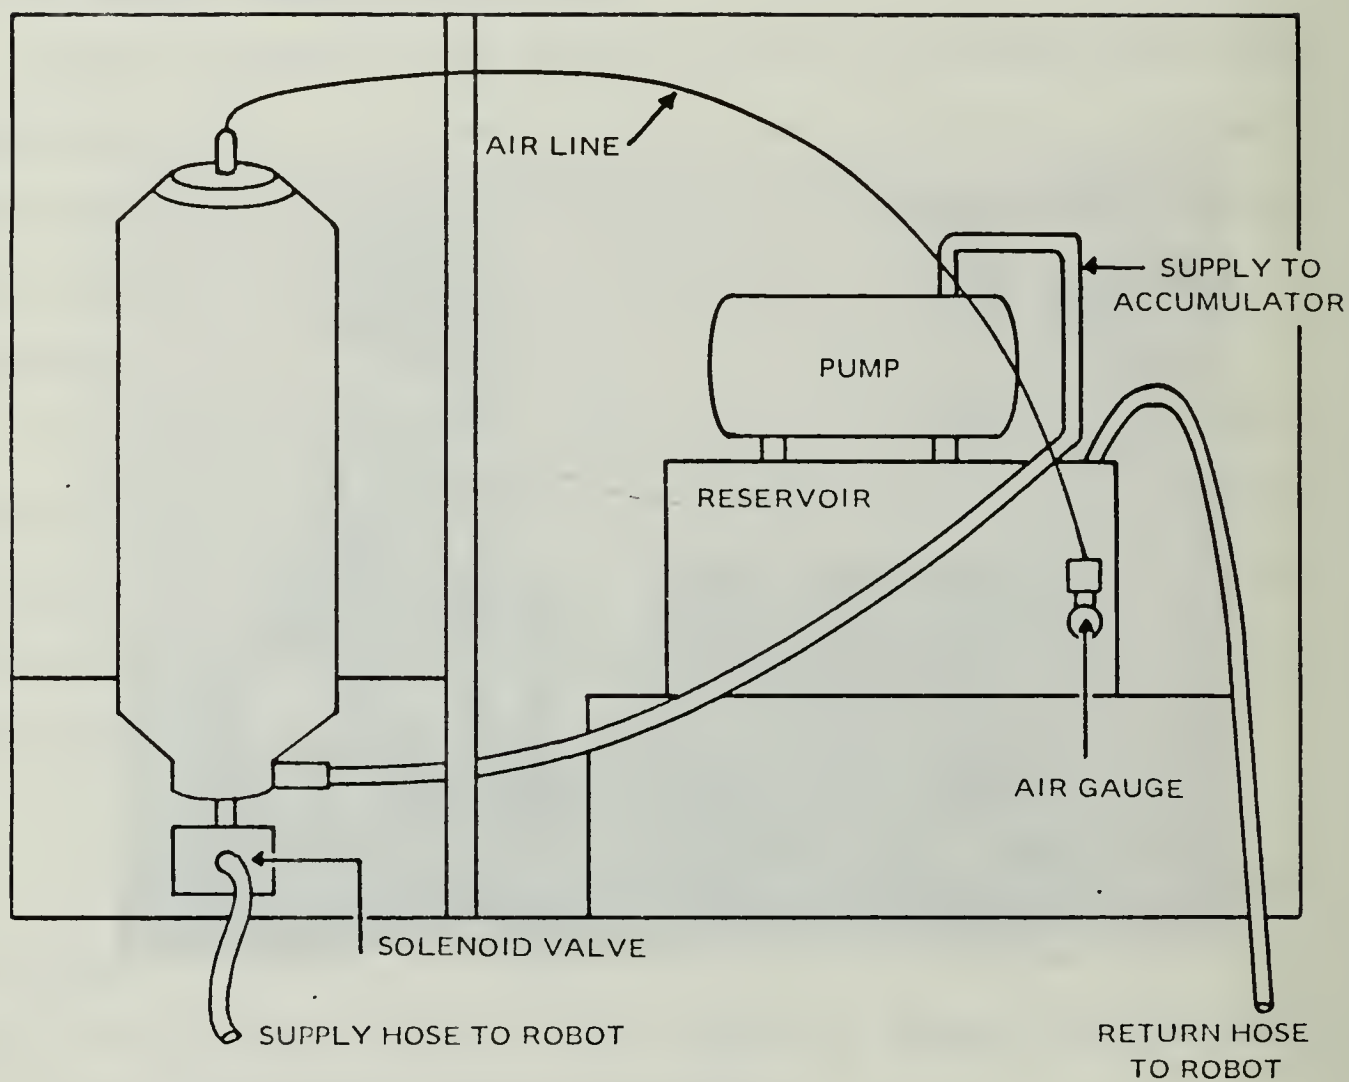 AIR LINE
SUPPLY TO
ACCUMULATOR
PUMP
RESERVOIR
AIR GAUGE
SOLENOID VALVE
SUPPLY HOSE TO ROBOT
RETURN HOSE
TO ROBOT